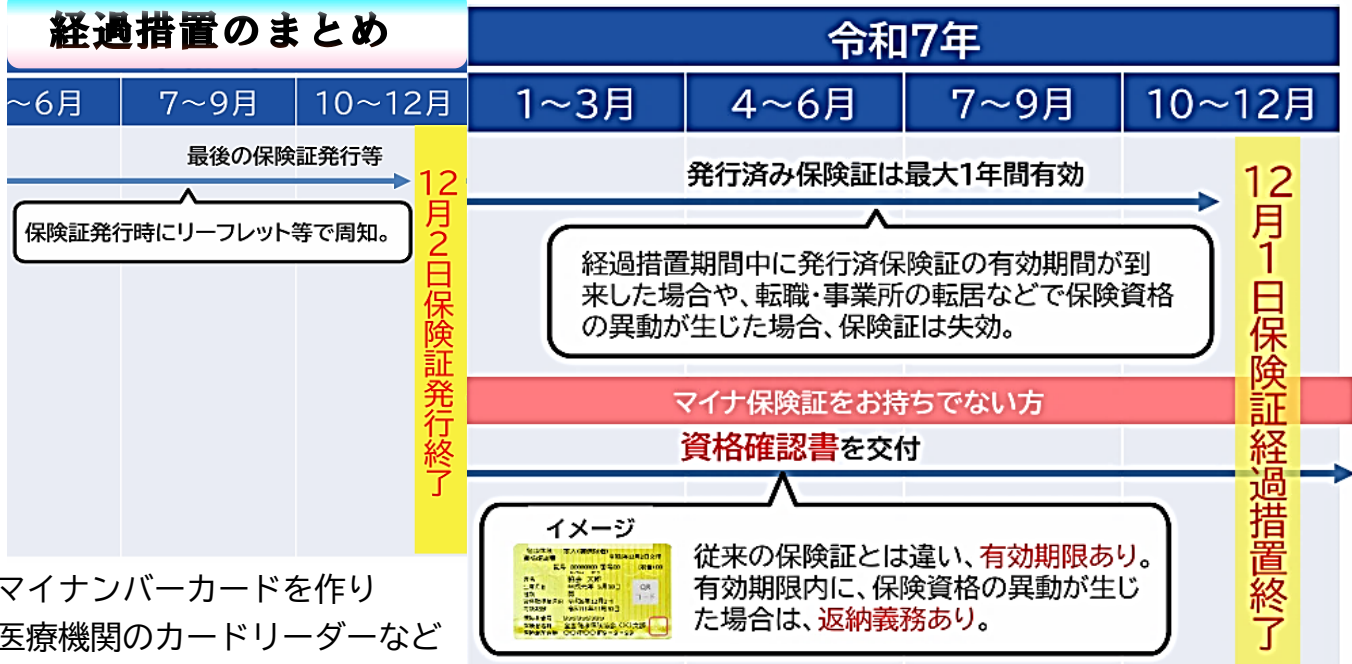 経過措置のまとめ
～6月
7～9月
10～12月
最後の保険証発行等
保険証発行時にリーフレット等で周知。
12月2日保険証発行終了
マイナンバーカードを作り
医療機関のカードリーダーなど
令和7年
1～3月
4～6月
7～9月
10～12月
発行済み保険証は最大1年間有効
経過措置期間中に発行済保険証の有効期間が到
来した場合や、転職・事業所の転居などで保険資格
の異動が生じた場合、保険証は失効。
12月1日保険証経過措置終了
マイナ保険証をお持ちでない方
資格確認書を交付
イメージ
QR
コード
従来の保険証とは違い、有効期限あり。
有効期限内に、保険資格の異動が生じ
た場合は、返納義務あり。